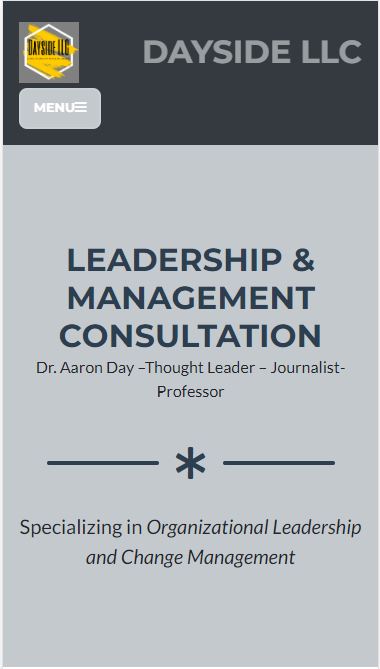 DAYSIDE LLC
DAYSIDE LLC
MENU
LEADERSHIP &
MANAGEMENT
CONSULTATION
Dr. Aaron Day –Thought Leader – Journalist-
Professor
Specializing in Organizational Leadership
and Change Management